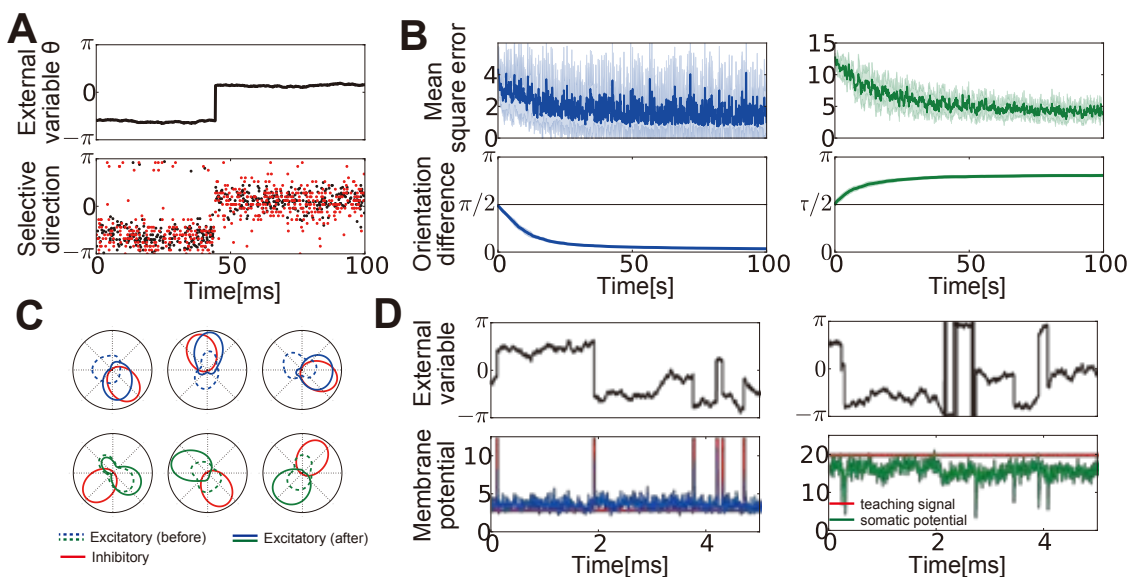 A
External
variable θ
π
0
−π
Selective
direction
π
0
−π
0
50
100
Time[ms]
B
Mean
square error
4
2
0
15
10
5
0
Orientation
difference
π
π/2
0
0
50
100
Time[s]
π
τ/2
0
0
50
100
Time[s]
C
Excitatory (before)
Excitatory (after)
Inhibitory
D
External
variable
π
0
−π
π
0
−π
Membrane
potential
10
5
0
2
4
Time[ms]
20
10
0
teaching signal
somatic potential
0
2
4
Time[ms]